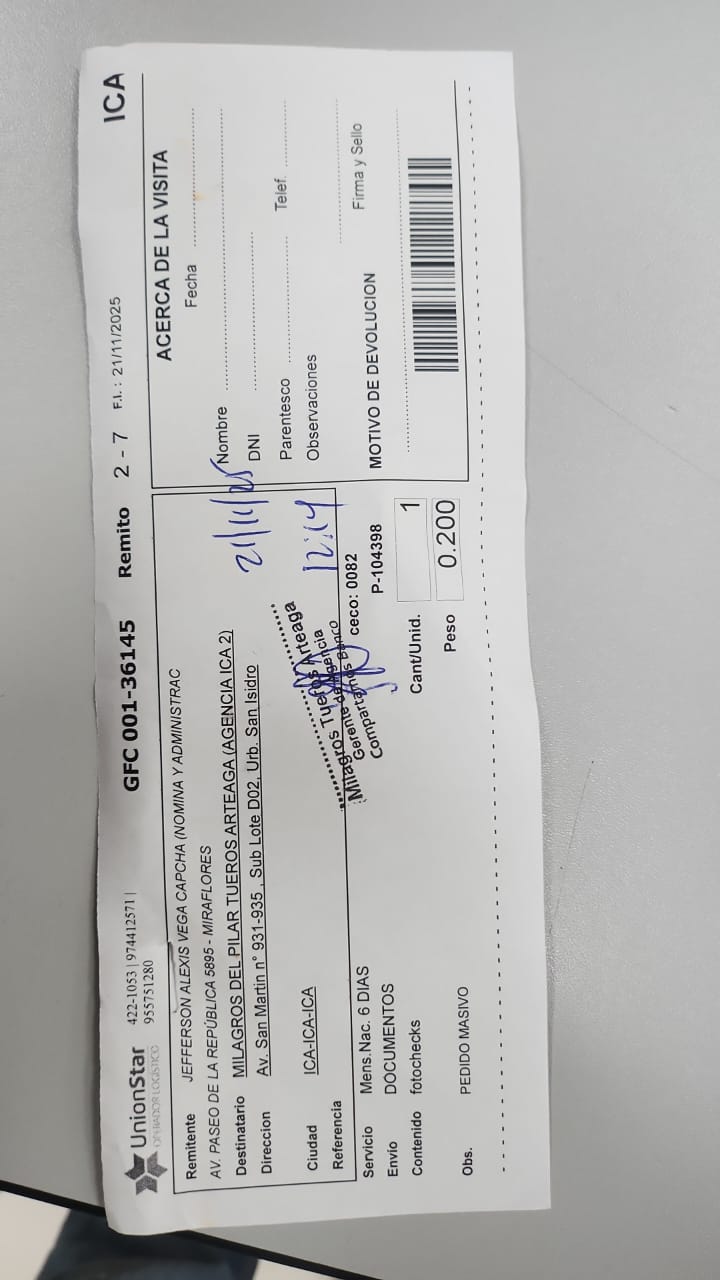 UnionStar
OPERADOR LOGISTICO
422-1053 | 974412571 |
955751280
GFC 001-36145
Remito 2 - 7 F.I. : 21/11/2025 ICA
Remitente JEFFERSON ALEXIS VEGA CAPCHA (NOMINA Y ADMINISTRAC
AV. PASEO DE LA REPÚBLICA 5895 - MIRAFLORES
Destinatario MILAGROS DEL PILAR TUEROS ARTEAGA (AGENCIA ICA 2)
Direccion Av. San Martin n° 931-935 , Sub Lote D02, Urb. San Isidro
Ciudad ICA-ICA-ICA
Referencia
21/11/25
12:14
Milagros Tueros Arteaga
Gerente de Agencia
Compartamos Banco
ceco: 0082
P-104398
Servicio Mens.Nac. 6 DIAS
Envio DOCUMENTOS
Contenido fotochecks
Cant/Unid. 1
Peso 0.200
Obs. PEDIDO MASIVO
ACERCA DE LA VISITA
Fecha
Nombre
DNI
Parentesco Telef.
Observaciones
MOTIVO DE DEVOLUCION Firma y Sello